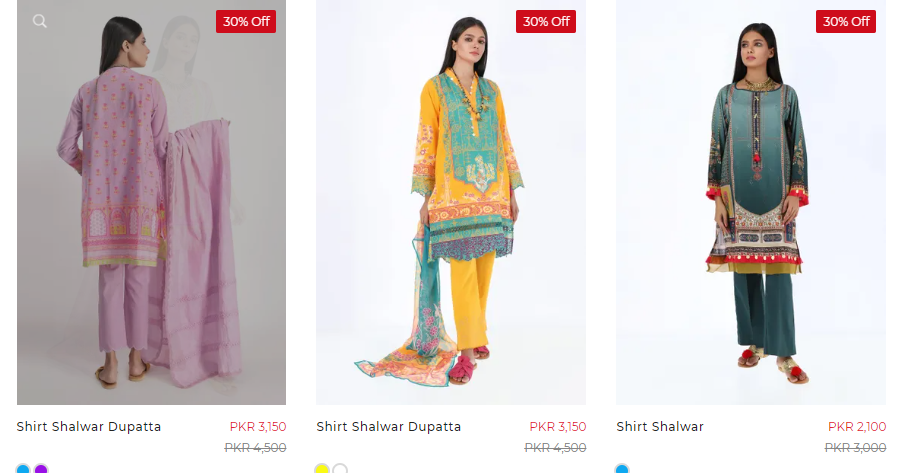 30% Off
30% Off
30% Off
Shirt Shalwar Dupatta PKR 3,150
PKR 4,500
Shirt Shalwar Dupatta PKR 3,150
PKR 4,500
Shirt Shalwar PKR 2,100
PKR 3,000